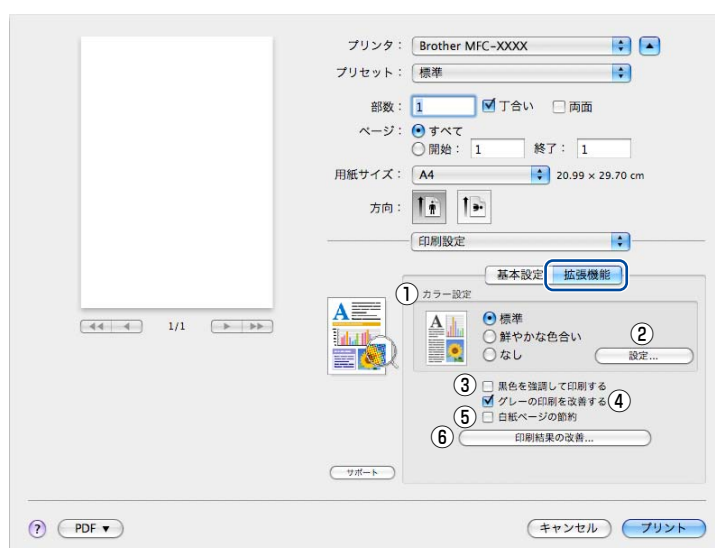 プリンタ： Brother MFC-XXXX
プリセット： 標準
部数： 1 丁合い 両面
ページ： すべて
開始： 1 終了： 1
用紙サイズ： A4 20.99 × 29.70 cm
方向：
印刷設定
基本設定 拡張機能
① カラー設定
標準
鮮やかな色合い ②
なし 設定...
③ 黒色を強調して印刷する
グレーの印刷を改善する ④
⑤ 白紙ページの節約
⑥ 印刷結果の改善...
1/1
サポート
? PDF ▼ キャンセル プリント